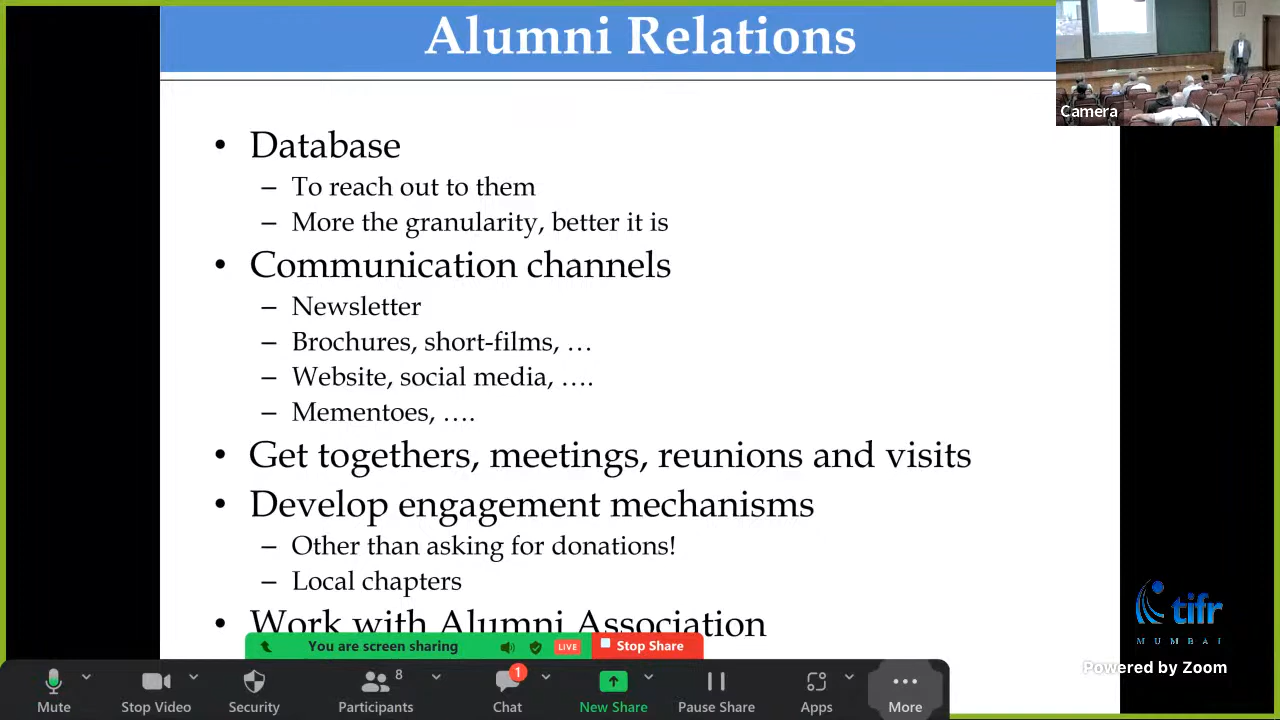 Alumni Relations
Camera
• Database
– To reach out to them
– More the granularity, better it is
• Communication channels
– Newsletter
– Brochures, short-films, …
– Website, social media, ….
– Mementoes, ….
• Get togethers, meetings, reunions and visits
• Develop engagement mechanisms
– Other than asking for donations!
– Local chapters
• Work with Alumni Association
tifr
MUMBAI
Powered by Zoom
You are screen sharing LIVE Stop Share
8 1
Mute Stop Video Security Participants Chat New Share Pause Share Apps More